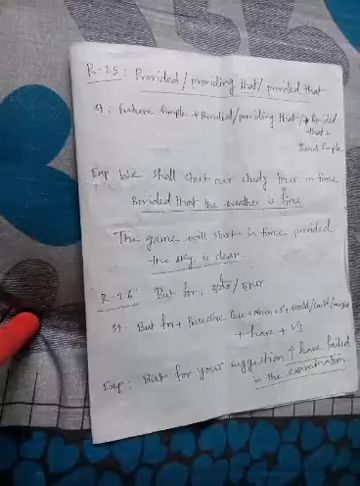 R-25: Provided/providing that/provided that
St: Future Simple + Provided/providing that/Provided
that +
Present Simple
Exp We shall start our study tour in time
Provided that the weather is fine
The game will start in time provided
the sky is clear
R-26: But for:
St: But for + Possessive Case + Noun + S + would/could/might
+ have + V3
Exp: But for your suggestion I have failed
in the examination.